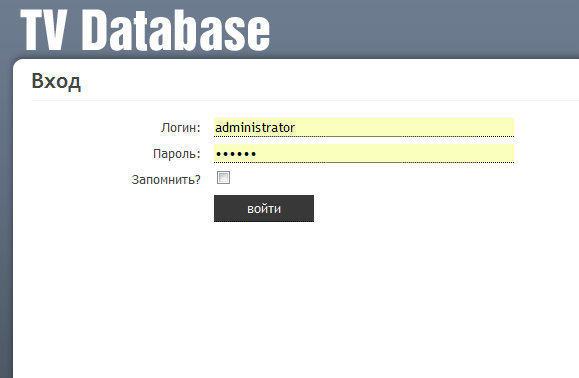 TV Database
Вход
Логин: administrator
Пароль: ••••••
Запомнить?
войти